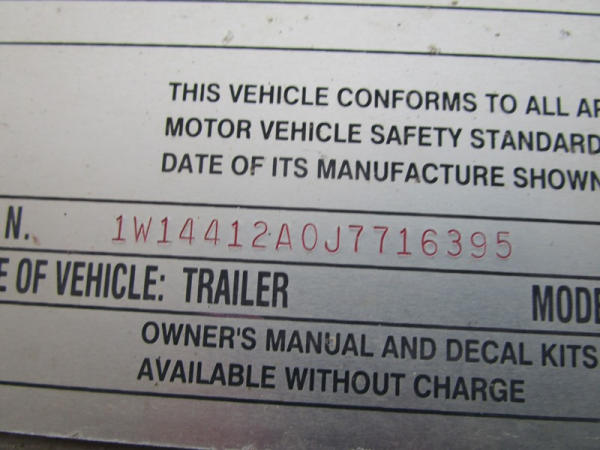 THIS VEHICLE CONFORMS TO ALL AP
MOTOR VEHICLE SAFETY STANDARD
DATE OF ITS MANUFACTURE SHOWN
N. 1W14412A0J7716395
E OF VEHICLE: TRAILER MODE
OWNER'S MANUAL AND DECAL KITS
AVAILABLE WITHOUT CHARGE